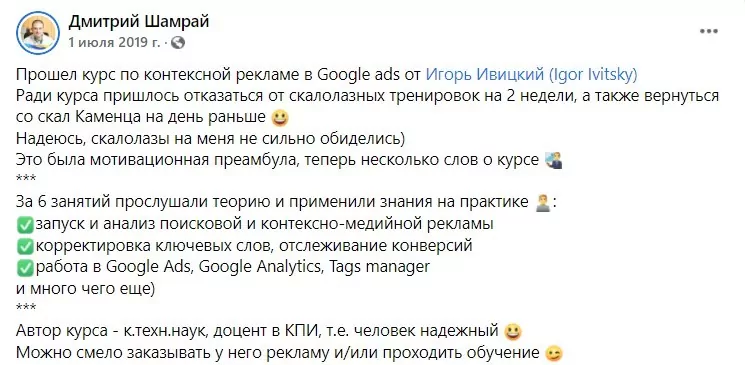 Дмитрий Шамрай
1 июля 2019 г. ·
Прошел курс по контексной рекламе в Google ads от Игорь Ивицкий (Igor Ivitsky)
Ради курса пришлось отказаться от скалолазных тренировок на 2 недели, а также вернуться
со скал Каменца на день раньше 😃
Надеюсь, скалолазы на меня не сильно обиделись)
Это была мотивационная преамбула, теперь несколько слов о курсе 👨‍🚀
***
За 6 занятий прослушали теорию и применили знания на практике 👨‍💼:
✅запуск и анализ поисковой и контексно-медийной рекламы
✅корректировка ключевых слов, отслеживание конверсий
✅работа в Google Ads, Google Analytics, Tags manager
и много чего еще)
***
Автор курса - к.техн.наук, доцент в КПИ, т.е. человек надежный 😃
Можно смело заказывать у него рекламу и/или проходить обучение 😉